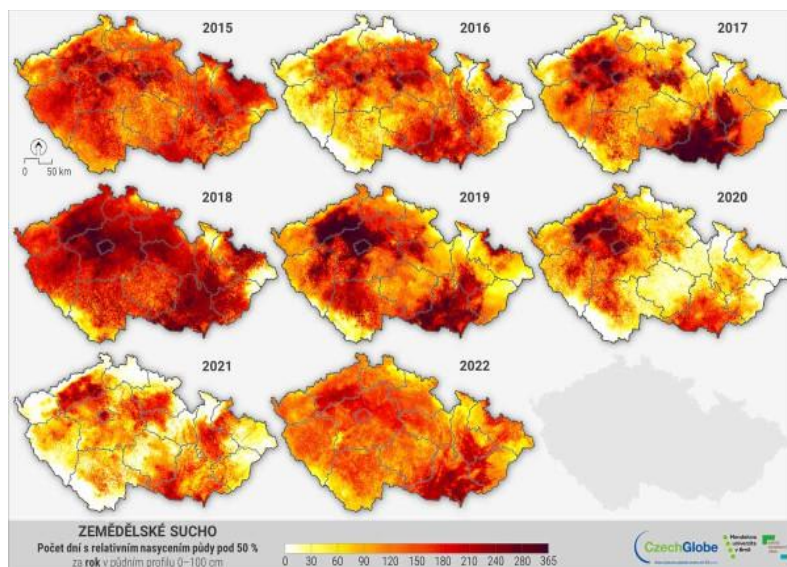 2015
2016
2017
0 50 km
2018
2019
2020
2021
2022
ZEMĚDĚLSKÉ SUCHO
Počet dní s relativním nasycením půdy pod 50 %
za rok v půdním profilu 0–100 cm
0 30 60 90 120 150 180 210 240 280 320 365
CzechGlobe
Mendelova
univerzita
v Brně